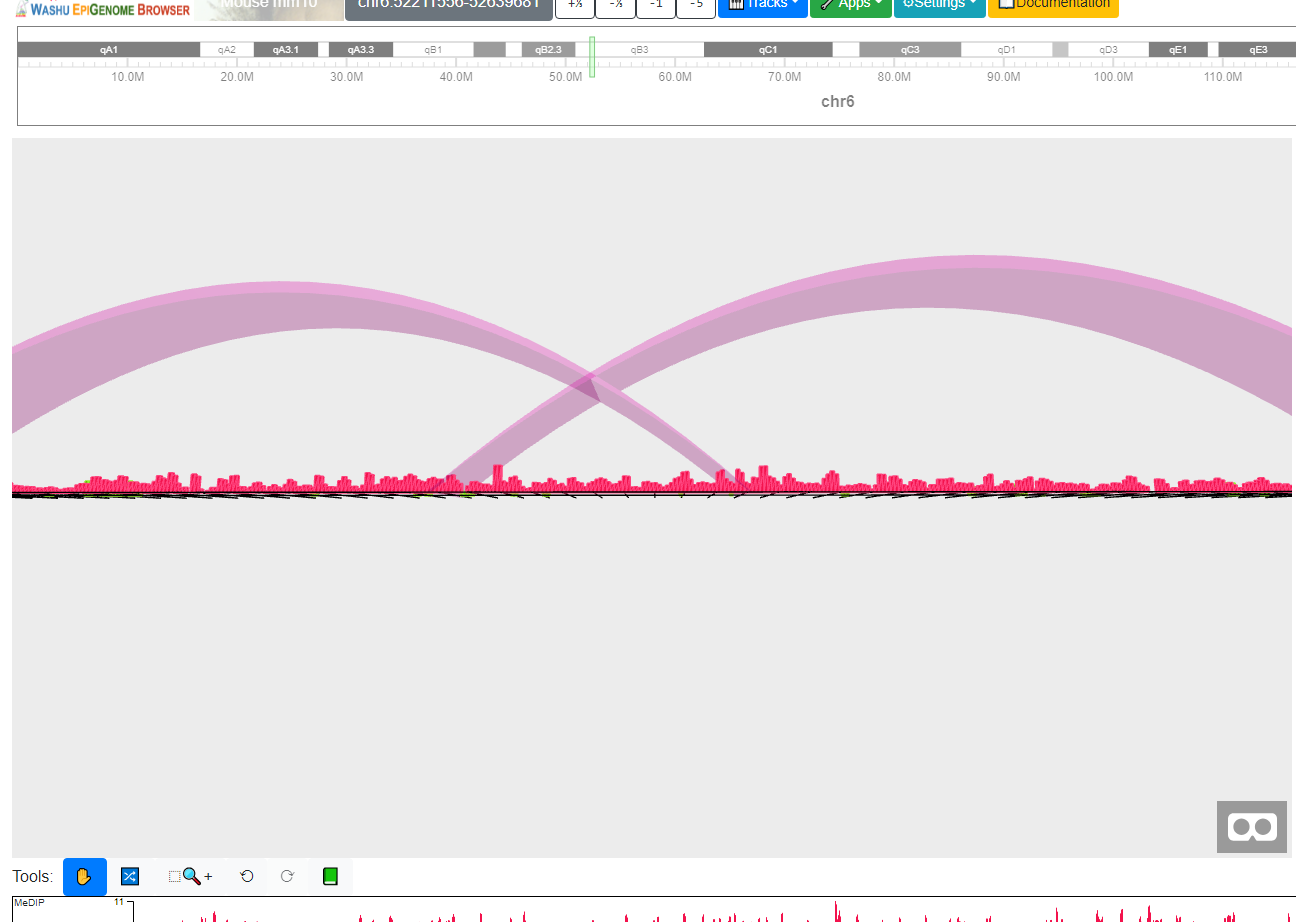 WASHU EPIGENOME BROWSER Mouse mm10 chr6:52211556-52639681 +⅓ -⅓ -1 -5 Tracks Apps Settings Documentation
qA1 qA2 qA3.1 qA3.3 qB1 qB2.3 qB3 qC1 qC3 qD1 qD3 qE1 qE3
10.0M 20.0M 30.0M 40.0M 50.0M 60.0M 70.0M 80.0M 90.0M 100.0M 110.0M
chr6
Tools: +
MeDIP 11